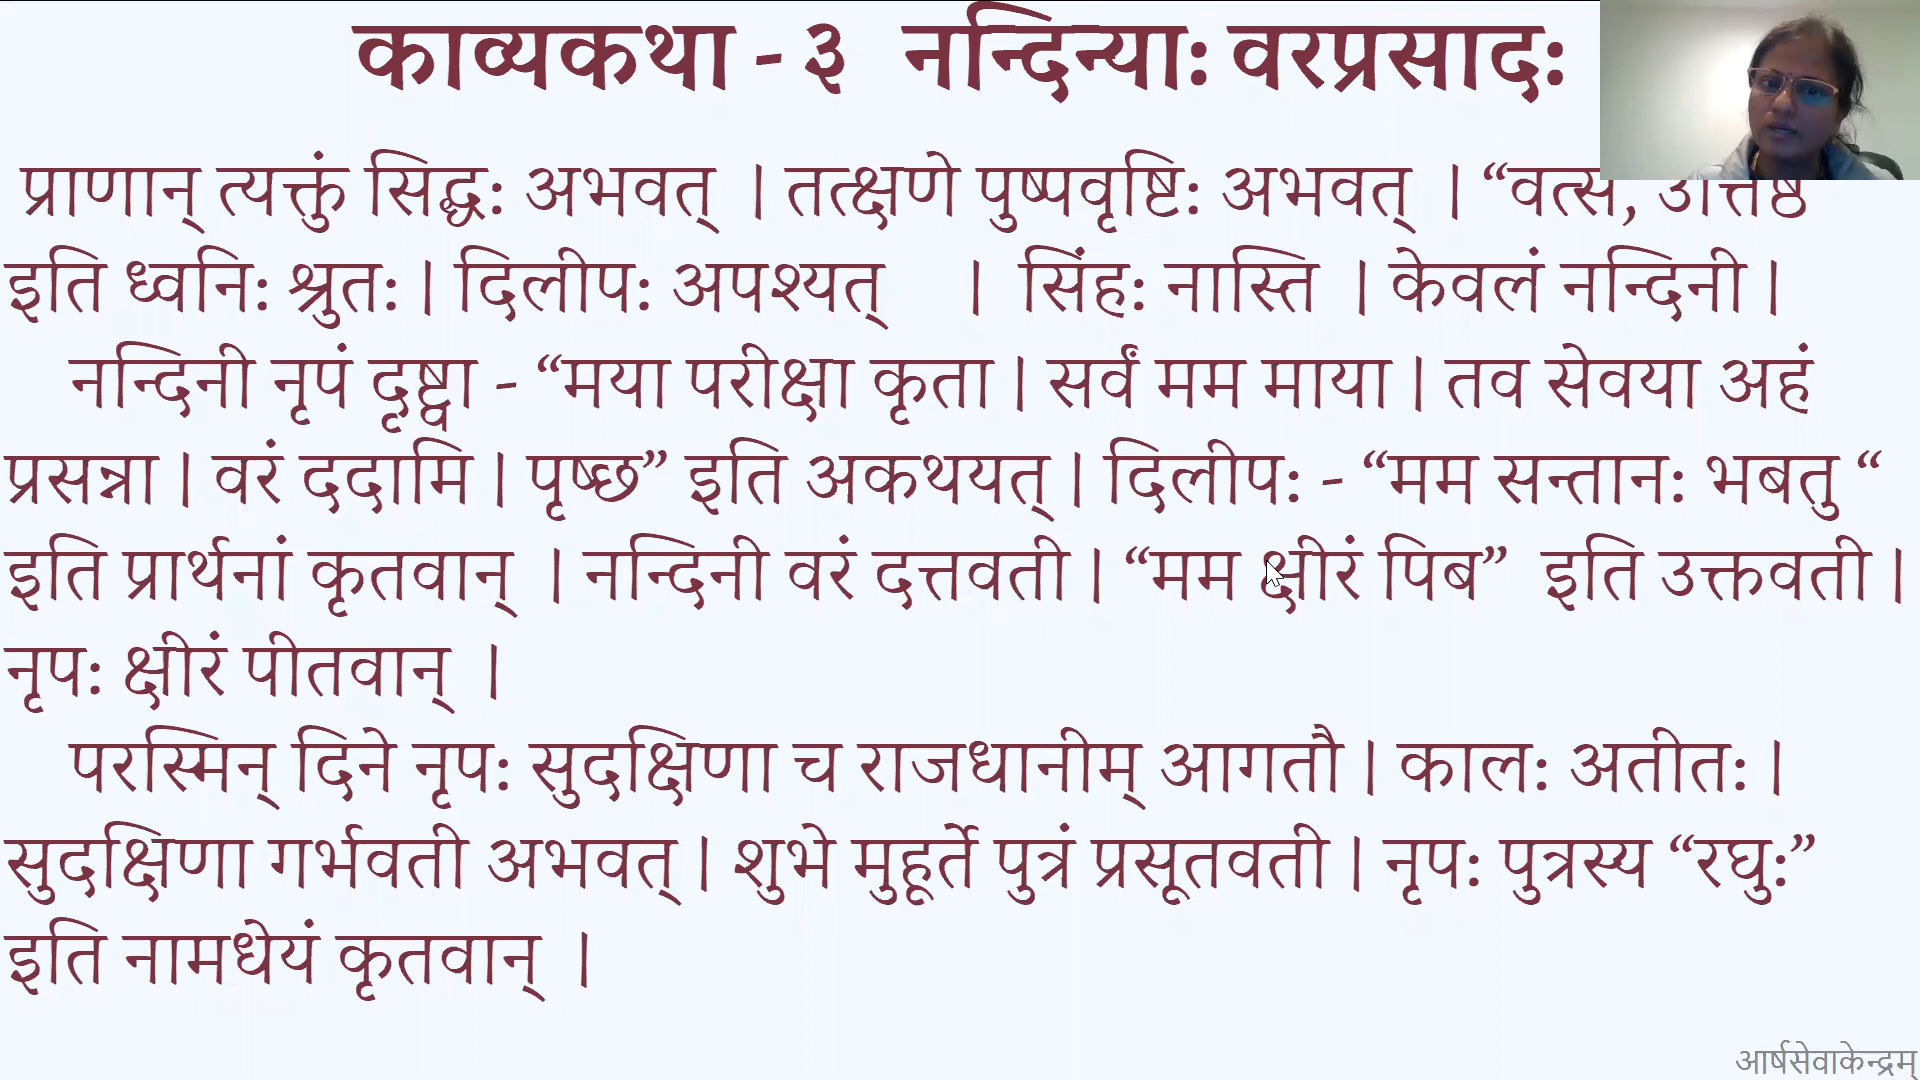 काव्यकथा - ३ नन्दिन्याः वरप्रसादः
प्राणान् त्यक्तुं सिद्धः अभवत् | तत्क्षणे पुष्पवृष्टिः अभवत् | “वत्स, उत्तिष्ठ
इति ध्वनिः श्रुतः | दिलीपः अपश्यत् | सिंहः नास्ति | केवलं नन्दिनी |
नन्दिनी नृपं दृष्ट्वा - “मया परीक्षा कृता | सर्वं मम माया | तव सेवया अहं
प्रसन्ना | वरं ददामि | पृष्छ” इति अकथयत् | दिलीपः - “मम सन्तानः भबतु “
इति प्रार्थनां कृतवान् | नन्दिनी वरं दत्तवती | “मम क्षीरं पिब” इति उक्तवती |
नृपः क्षीरं पीतवान् |
परस्मिन् दिने नृपः सुदक्षिणा च राजधानीम् आगतौ | कालः अतीतः |
सुदक्षिणा गर्भवती अभवत् | शुभे मुहूर्ते पुत्रं प्रसूतवती | नृपः पुत्रस्य “रघुः”
इति नामधेयं कृतवान् |
आर्षसेवाकेन्द्रम्